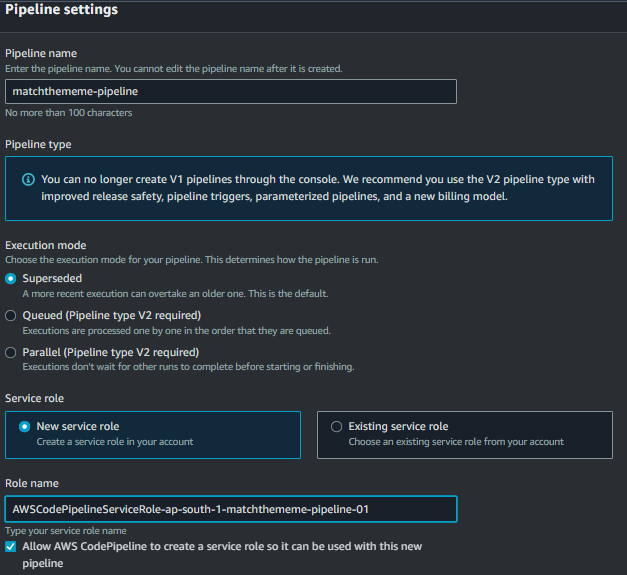 Pipeline settings
Pipeline name
Enter the pipeline name. You cannot edit the pipeline name after it is created.
matchthememe-pipeline
No more than 100 characters
Pipeline type
You can no longer create V1 pipelines through the console. We recommend you use the V2 pipeline type with
improved release safety, pipeline triggers, parameterized pipelines, and a new billing model.
Execution mode
Choose the execution mode for your pipeline. This determines how the pipeline is run.
Superseded
A more recent execution can overtake an older one. This is the default.
Queued (Pipeline type V2 required)
Executions are processed one by one in the order that they are queued.
Parallel (Pipeline type V2 required)
Executions don't wait for other runs to complete before starting or finishing.
Service role
New service role
Create a service role in your account
Existing service role
Choose an existing service role from your account
Role name
AWSCodePipelineServiceRole-ap-south-1-matchthememe-pipeline-01
Type your service role name
Allow AWS CodePipeline to create a service role so it can be used with this new
pipeline